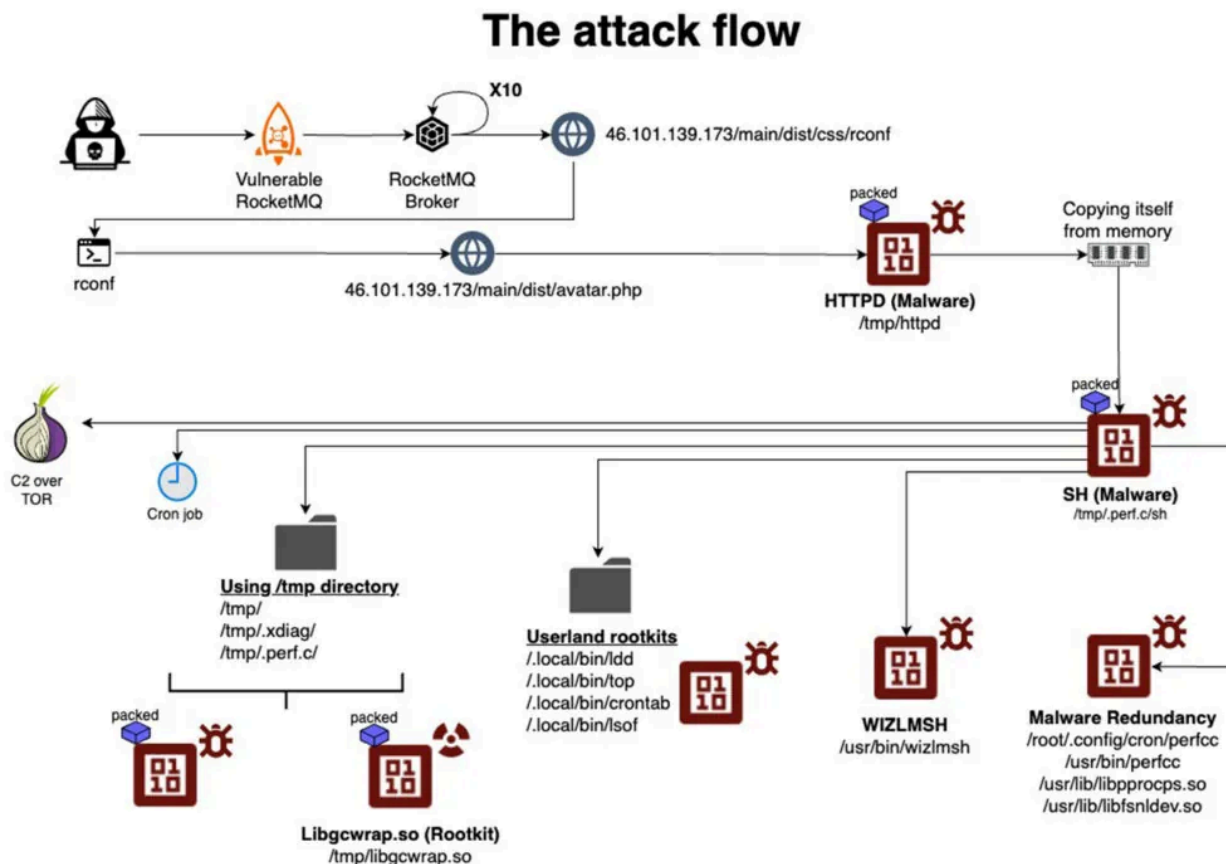 The attack flow
X10
46.101.139.173/main/dist/css/rconf
Vulnerable
RocketMQ
RocketMQ
Broker
rconf
46.101.139.173/main/dist/avatar.php
packed
HTTPD (Malware)
/tmp/httpd
Copying itself
from memory
C2 over
TOR
Cron job
packed
SH (Malware)
/tmp/.perf.c/sh
Using /tmp directory
/tmp/
/tmp/.xdiag/
/tmp/.perf.c/
Userland rootkits
/.local/bin/ldd
/.local/bin/top
/.local/bin/crontab
/.local/bin/lsof
WIZLMSH
/usr/bin/wizlmsh
Malware Redundancy
/root/.config/cron/perfcc
/usr/bin/perfcc
/usr/lib/libpprocps.so
/usr/lib/libfsnldev.so
packed
packed
Libgcwrap.so (Rootkit)
/tmp/libgcwrap.so